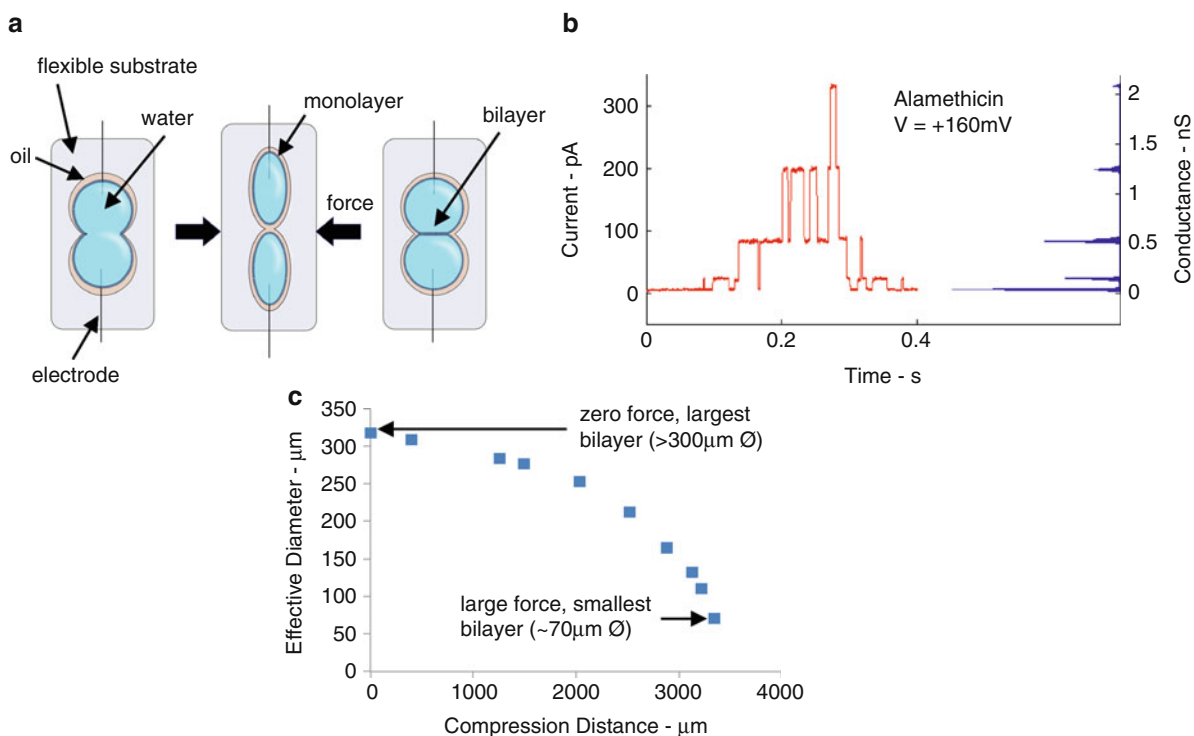 a
flexible substrate
water
oil
monolayer
bilayer
force
electrode
b
Current - pA
300
200
100
0
Alamethicin
V = +160mV
2
1.5
1
0.5
0
Conductance - nS
0
0.2
0.4
Time - s
c
Effective Diameter - μm
350
300
250
200
150
100
50
0
zero force, largest
bilayer (>300μm Ø)
large force, smallest
bilayer (~70μm Ø)
0
1000
2000
3000
4000
Compression Distance - μm